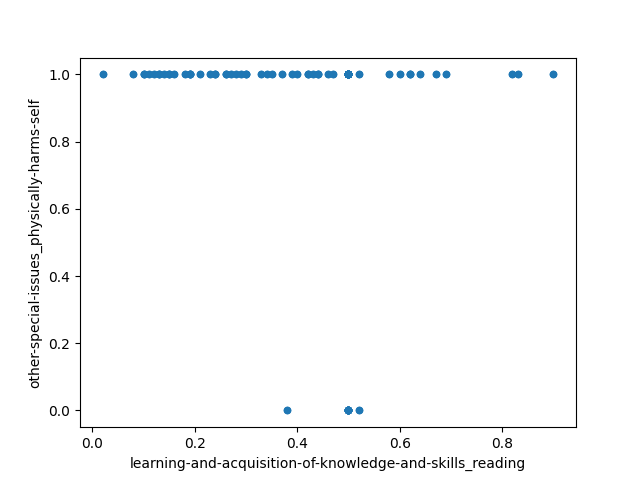 1.0
0.8
0.6
0.4
0.2
0.0
other-special-issues_physically-harms-self
0.0 0.2 0.4 0.6 0.8
learning-and-acquisition-of-knowledge-and-skills_reading